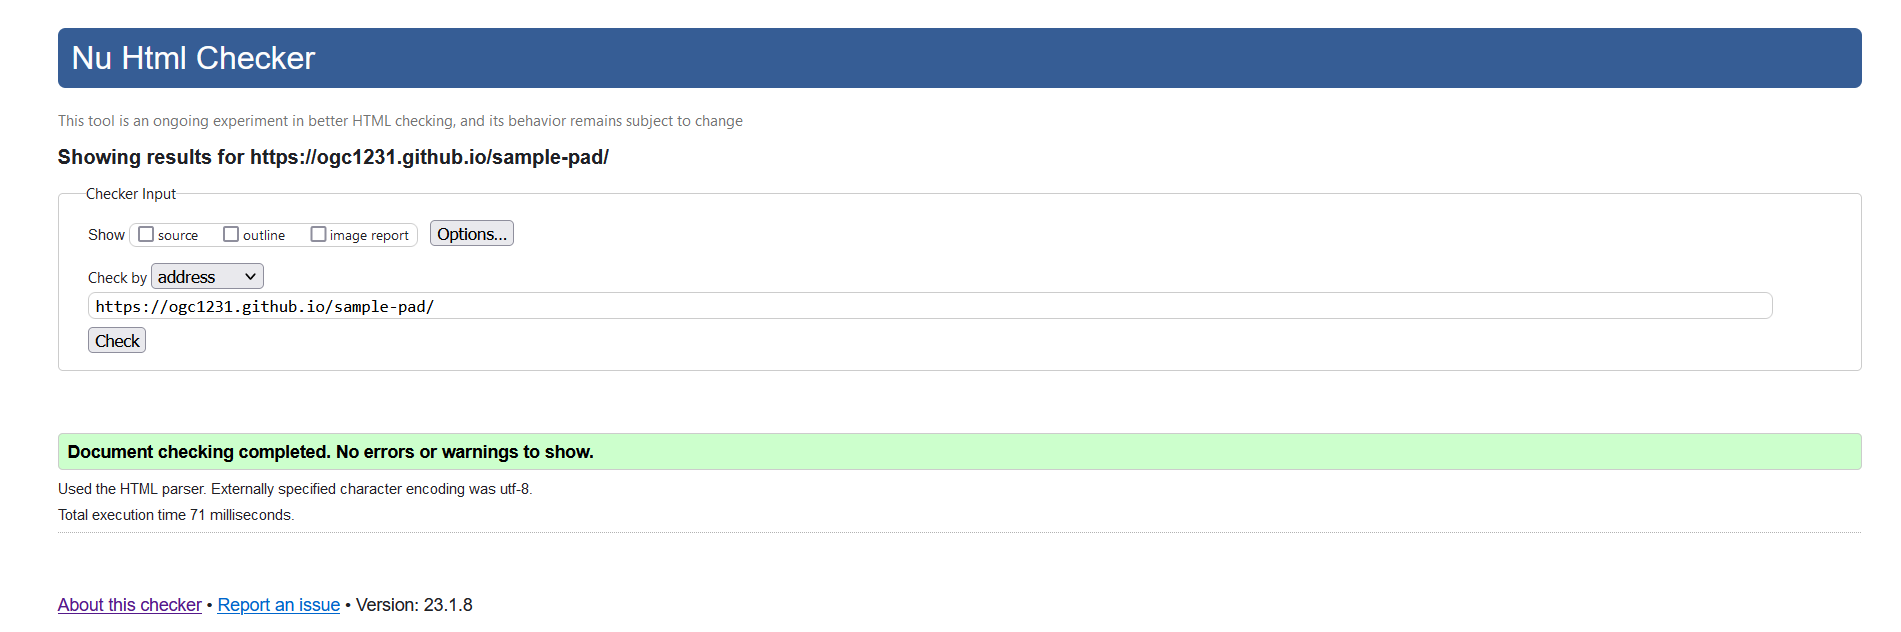 Nu Html Checker
This tool is an ongoing experiment in better HTML checking, and its behavior remains subject to change
Showing results for https://ogc1231.github.io/sample-pad/
Checker Input
Show source outline image report Options...
Check by address
https://ogc1231.github.io/sample-pad/
Check
Document checking completed. No errors or warnings to show.
Used the HTML parser. Externally specified character encoding was utf-8.
Total execution time 71 milliseconds.
About this checker • Report an issue • Version: 23.1.8